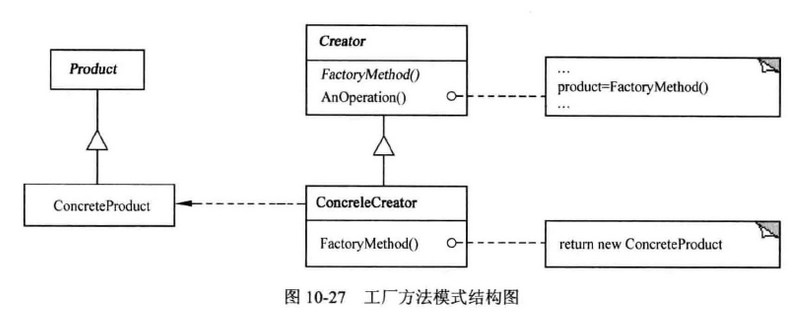 Creator
Product
FactoryMethod()
AnOperation()
...
product=FactoryMethod()
...
ConcreteProduct
ConcreleCreator
FactoryMethod()
return new ConcreteProduct
图 10-27 工厂方法模式结构图